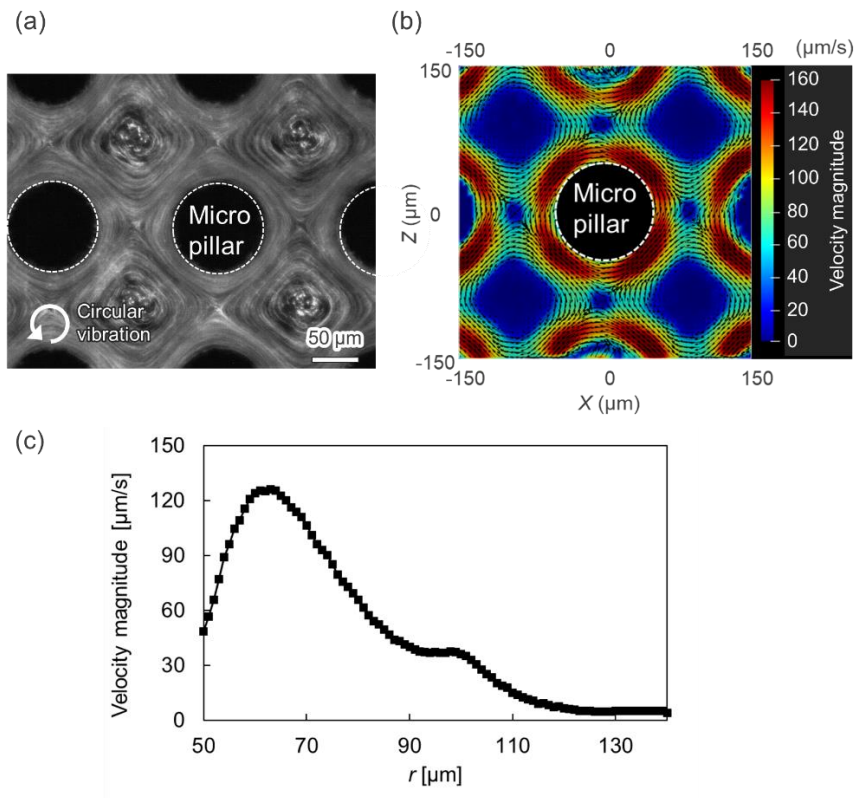 (a)
Micro
pillar
Circular
vibration
50 µm
(b)
-150 0 150 (µm/s)
150
0
-150
Z (µm)
-150 0 150
X (µm)
Micro
pillar
160
140
120
100
80
60
40
20
0
Velocity magnitude
(c)
150
120
90
60
30
0
Velocity magnitude [µm/s]
50 70 90 110 130
r [µm]